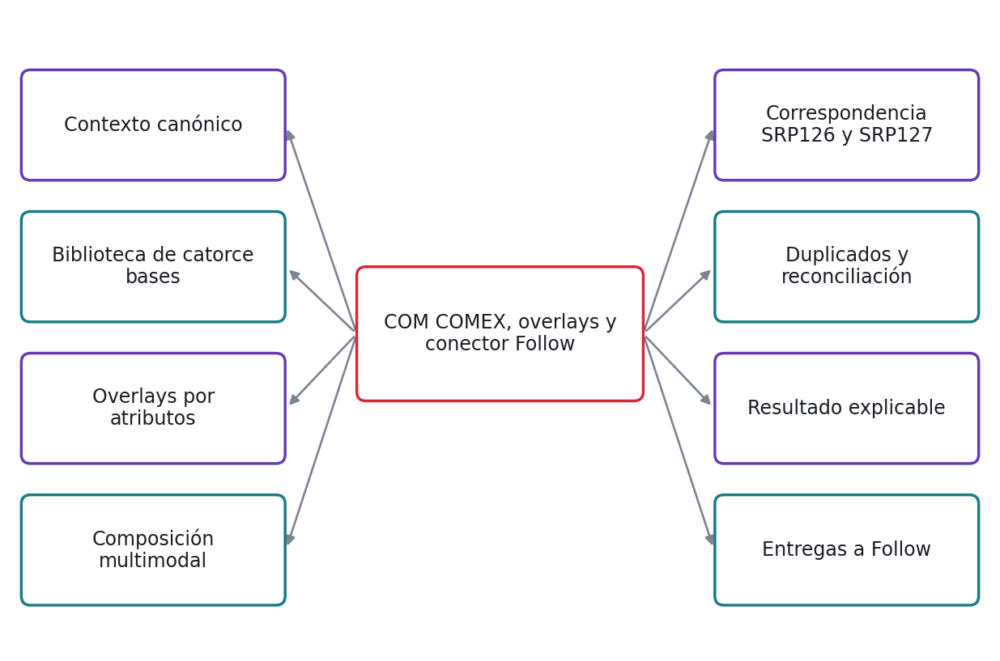 Contexto canónico
Biblioteca de catorce
bases
Overlays por
atributos
Composición
multimodal
COM COMEX, overlays y
conector Follow
Correspondencia
SRP126 y SRP127
Duplicados y
reconciliación
Resultado explicable
Entregas a Follow